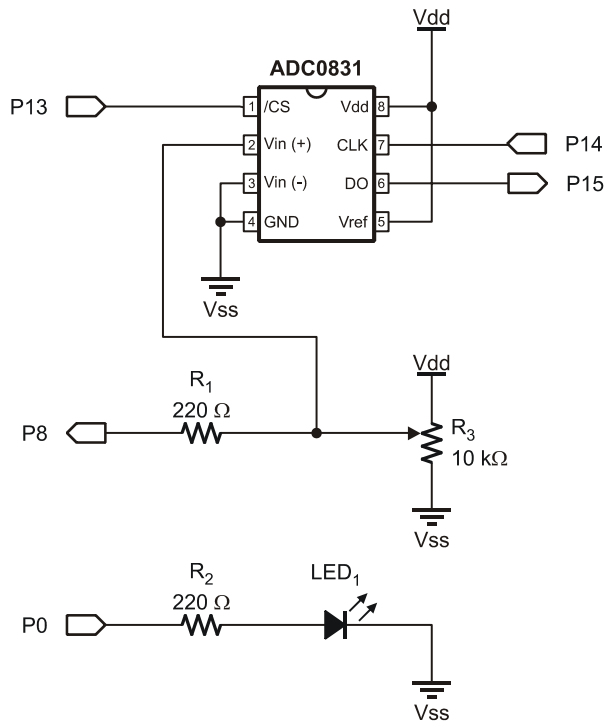 Vdd
ADC0831
P13
1 /CS Vdd 8
2 Vin (+) CLK 7
P14
3 Vin (-) DO 6
P15
4 GND Vref 5
Vss
Vdd
R1
220 Ω
P8
R3
10 kΩ
Vss
R2
220 Ω
LED1
P0
Vss